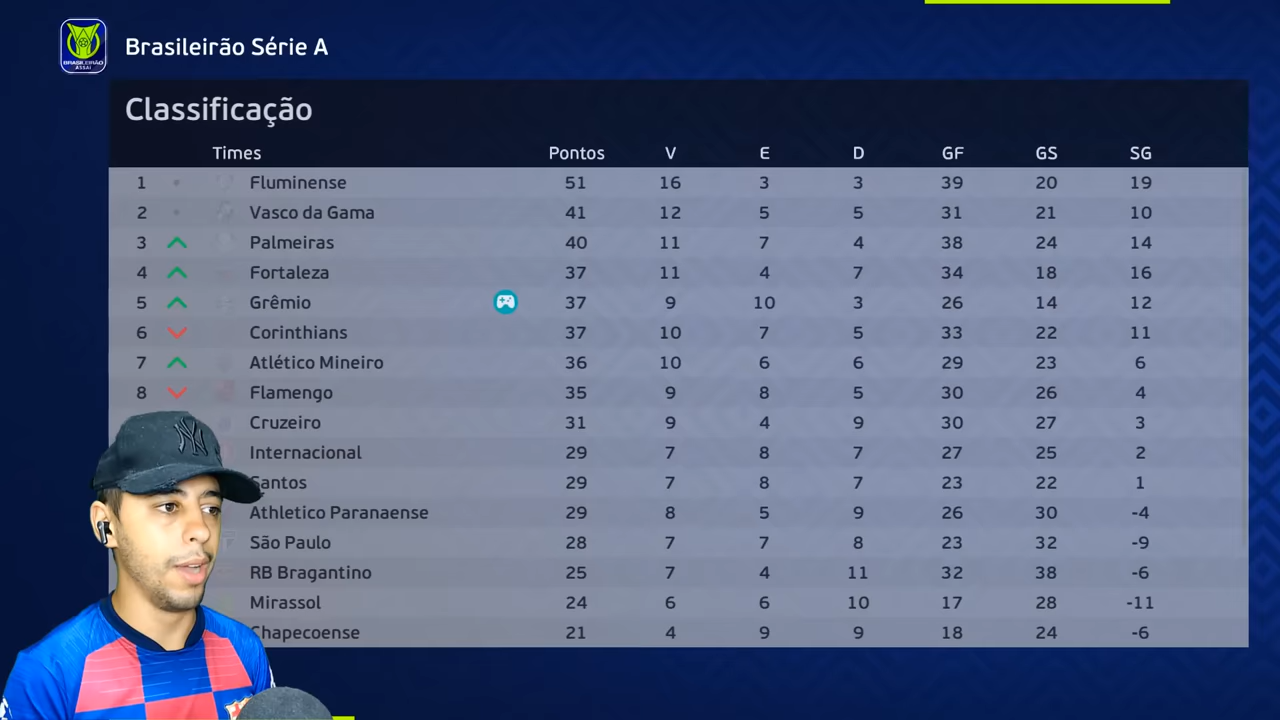 Brasileirão Série A
BRASILEIRÃO
ASSAÍ
Classificação
Times Pontos V E D GF GS SG
1 Fluminense 51 16 3 3 39 20 19
2 Vasco da Gama 41 12 5 5 31 21 10
3 Palmeiras 40 11 7 4 38 24 14
4 Fortaleza 37 11 4 7 34 18 16
5 Grêmio 37 9 10 3 26 14 12
6 Corinthians 37 10 7 5 33 22 11
7 Atlético Mineiro 36 10 6 6 29 23 6
8 Flamengo 35 9 8 5 30 26 4
Cruzeiro 31 9 4 9 30 27 3
Internacional 29 7 8 7 27 25 2
Santos 29 7 8 7 23 22 1
Athletico Paranaense 29 8 5 9 26 30 -4
São Paulo 28 7 7 8 23 32 -9
RB Bragantino 25 7 4 11 32 38 -6
Mirassol 24 6 6 10 17 28 -11
Chapecoense 21 4 9 9 18 24 -6
NY